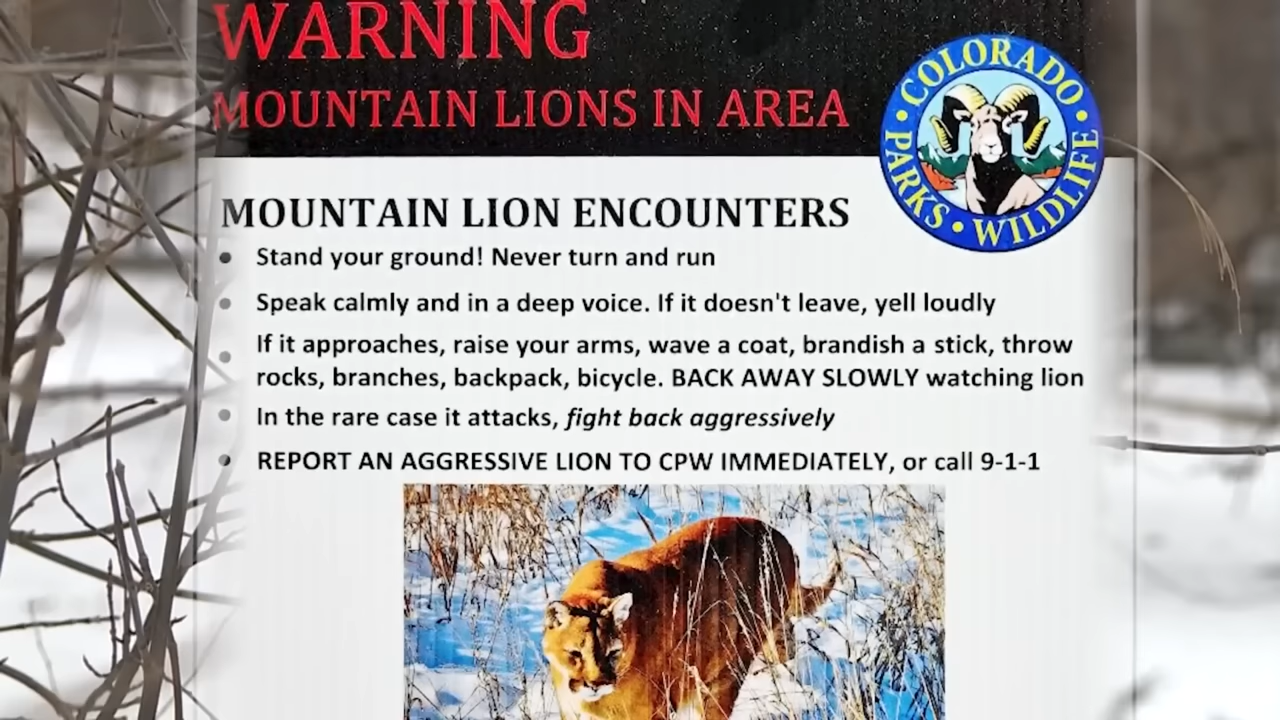 WARNING
MOUNTAIN LIONS IN AREA
COLORADO
PARKS • WILDLIFE
MOUNTAIN LION ENCOUNTERS
• Stand your ground! Never turn and run
• Speak calmly and in a deep voice. If it doesn't leave, yell loudly
• If it approaches, raise your arms, wave a coat, brandish a stick, throw
rocks, branches, backpack, bicycle. BACK AWAY SLOWLY watching lion
• In the rare case it attacks, fight back aggressively
• REPORT AN AGGRESSIVE LION TO CPW IMMEDIATELY, or call 9-1-1